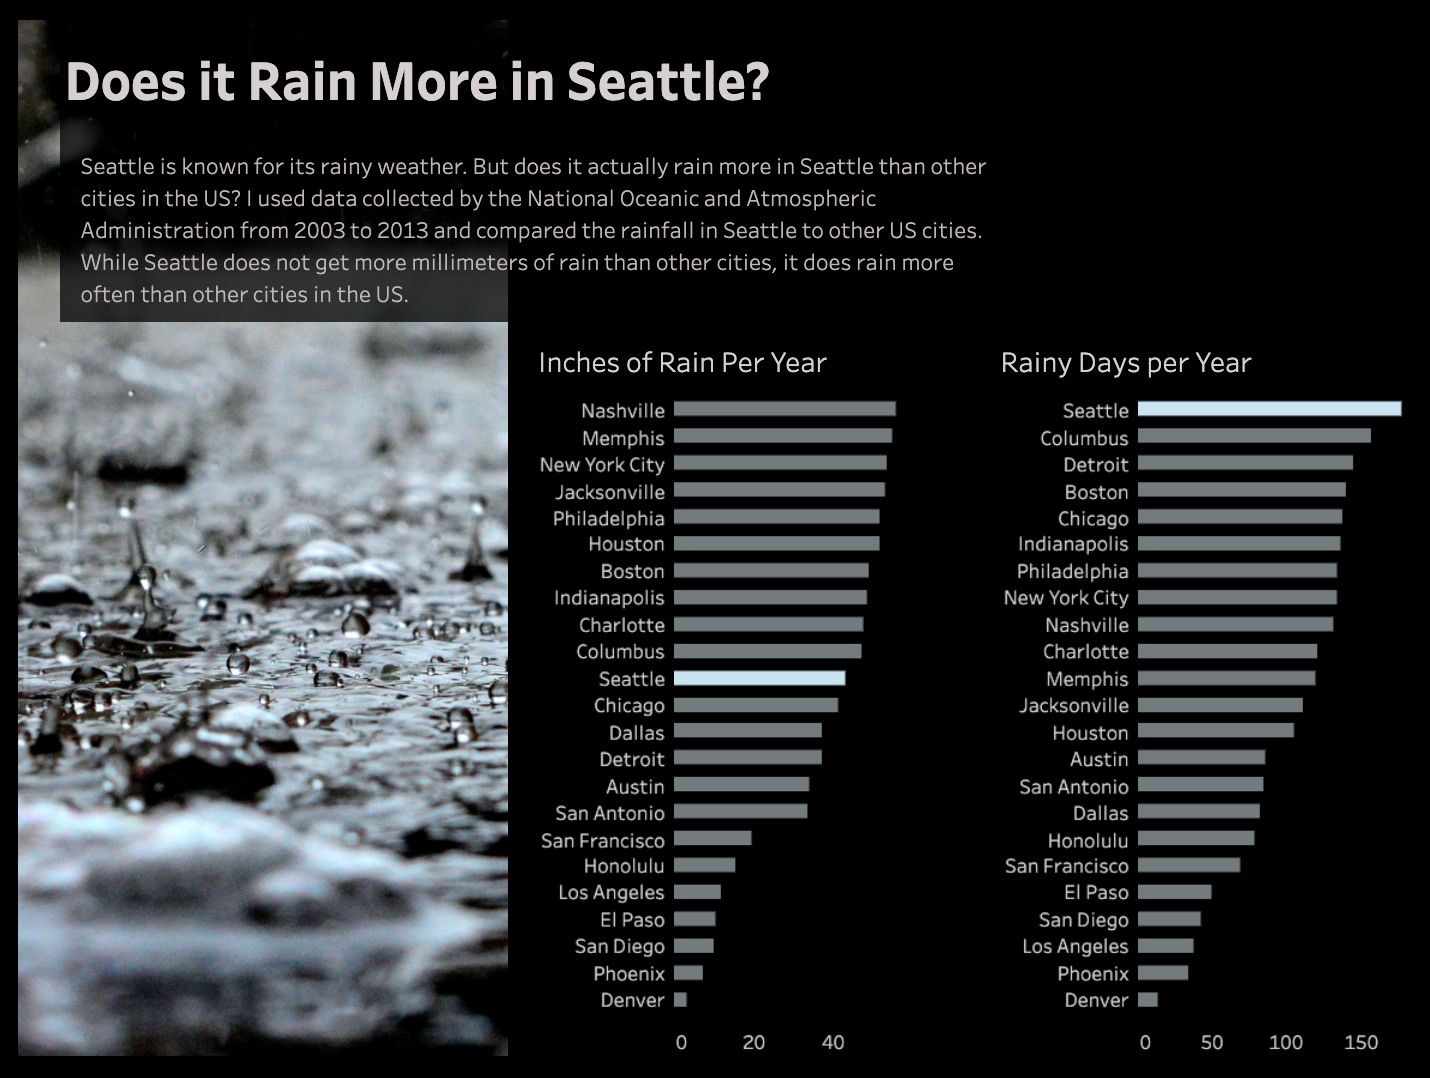 Does it Rain More in Seattle?
Seattle is known for its rainy weather. But does it actually rain more in Seattle than other
cities in the US? I used data collected by the National Oceanic and Atmospheric
Administration from 2003 to 2013 and compared the rainfall in Seattle to other US cities.
While Seattle does not get more millimeters of rain than other cities, it does rain more
often than other cities in the US.
Inches of Rain Per Year
Nashville
Memphis
New York City
Jacksonville
Philadelphia
Houston
Boston
Indianapolis
Charlotte
Columbus
Seattle
Chicago
Dallas
Detroit
Austin
San Antonio
San Francisco
Honolulu
Los Angeles
El Paso
San Diego
Phoenix
Denver
0 20 40
Rainy Days per Year
Seattle
Columbus
Detroit
Boston
Chicago
Indianapolis
Philadelphia
New York City
Nashville
Charlotte
Memphis
Jacksonville
Houston
Austin
San Antonio
Dallas
Honolulu
San Francisco
El Paso
San Diego
Los Angeles
Phoenix
Denver
0 50 100 150